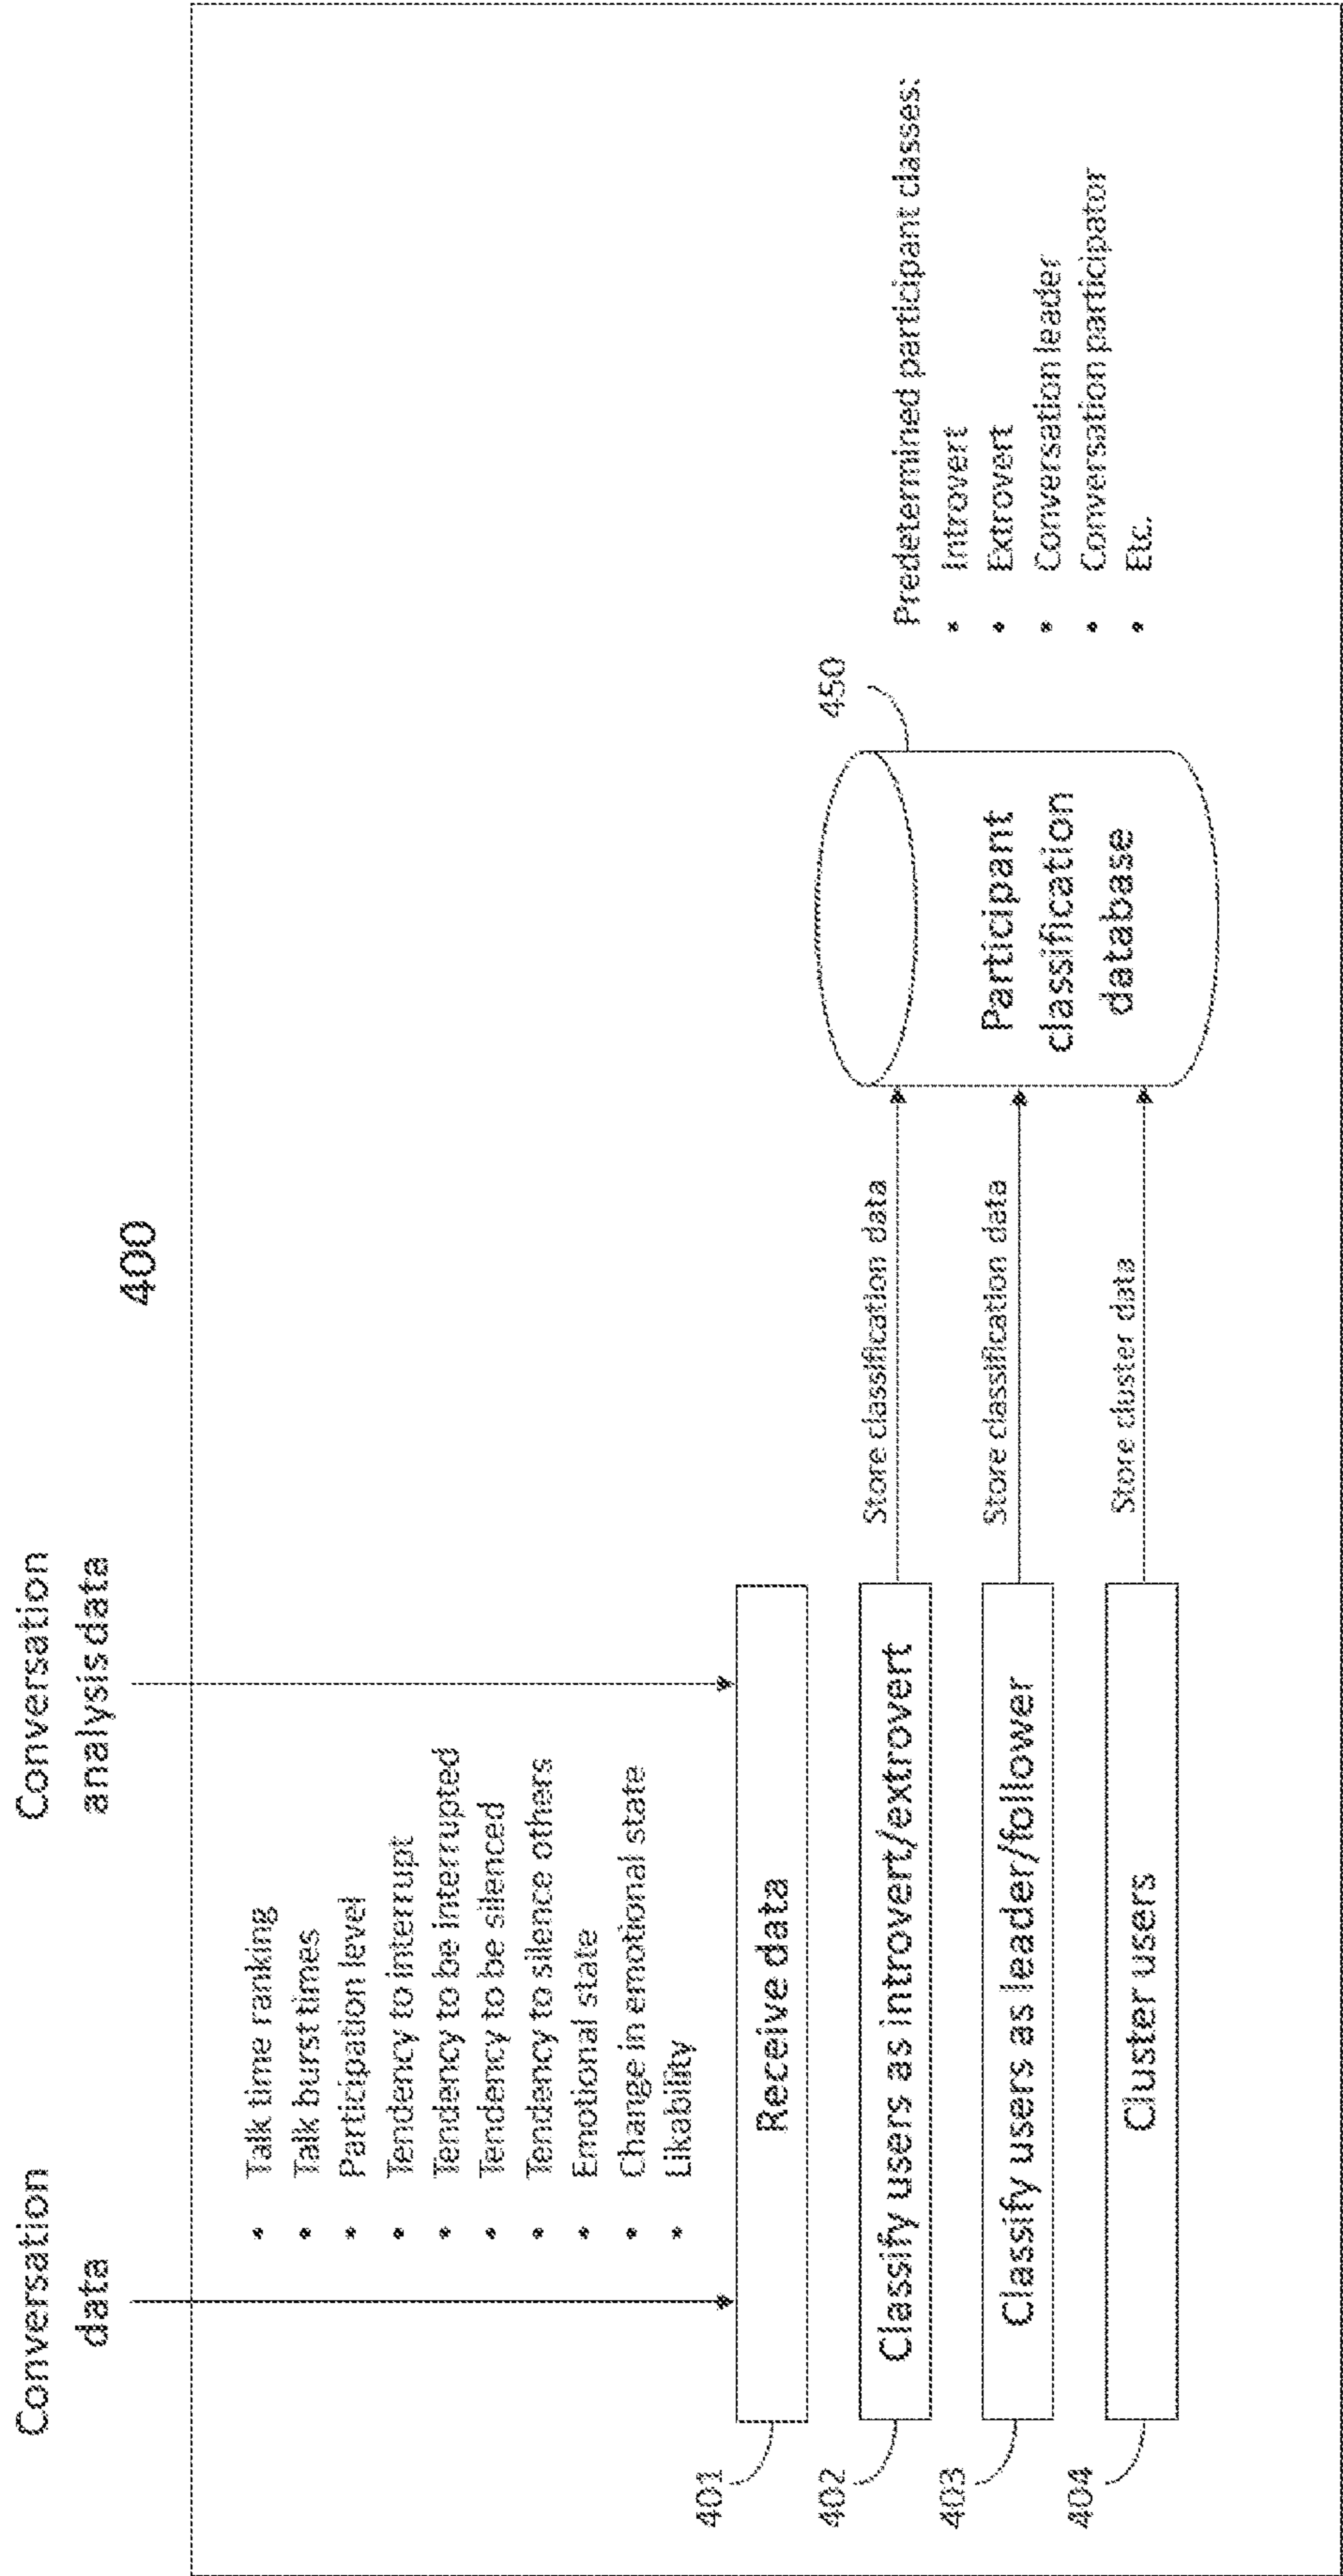 Conversation
data
Conversation
analysis data
400
• Talk time ranking
• Talk burst times
• Participation level
• Tendency to interrupt
• Tendency to be interrupted
• Tendency to be silenced
• Tendency to silence others
• Emotional state
• Change in emotional state
• Likability
401
Receive data
402
Classify users as introvert/extrovert
Store classification data
403
Classify users as leader/follower
Store classification data
404
Cluster users
Store cluster data
450
Participant
classification
database
Predetermined participant classes:
• Introvert
• Extrovert
• Conversation leader
• Conversation participator
• Etc.